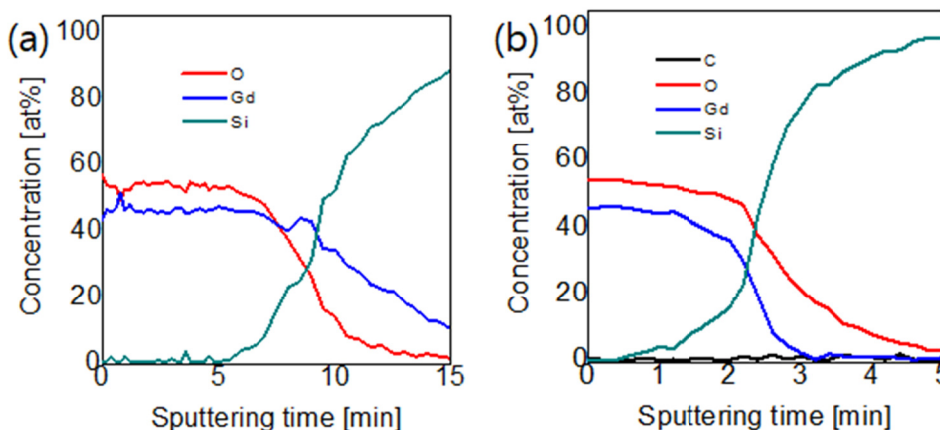 (a)
Concentration [at%]
100
80
60
40
20
0
O
Gd
Si
0 5 10 15
Sputtering time [min]
(b)
Concentration [at%]
100
80
60
40
20
0
C
O
Gd
Si
0 1 2 3 4 5
Sputtering time [min]